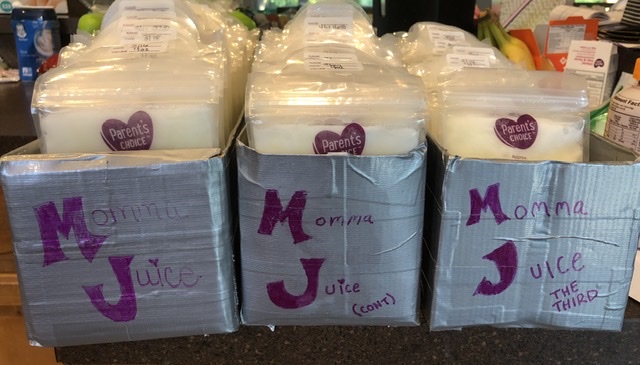 Parent's
CHOICE
Parent's
CHOICE
Parent's
CHOICE
Momma
Juice
Momma
Juice
(CONT)
Momma
Juice
THE
THIRD